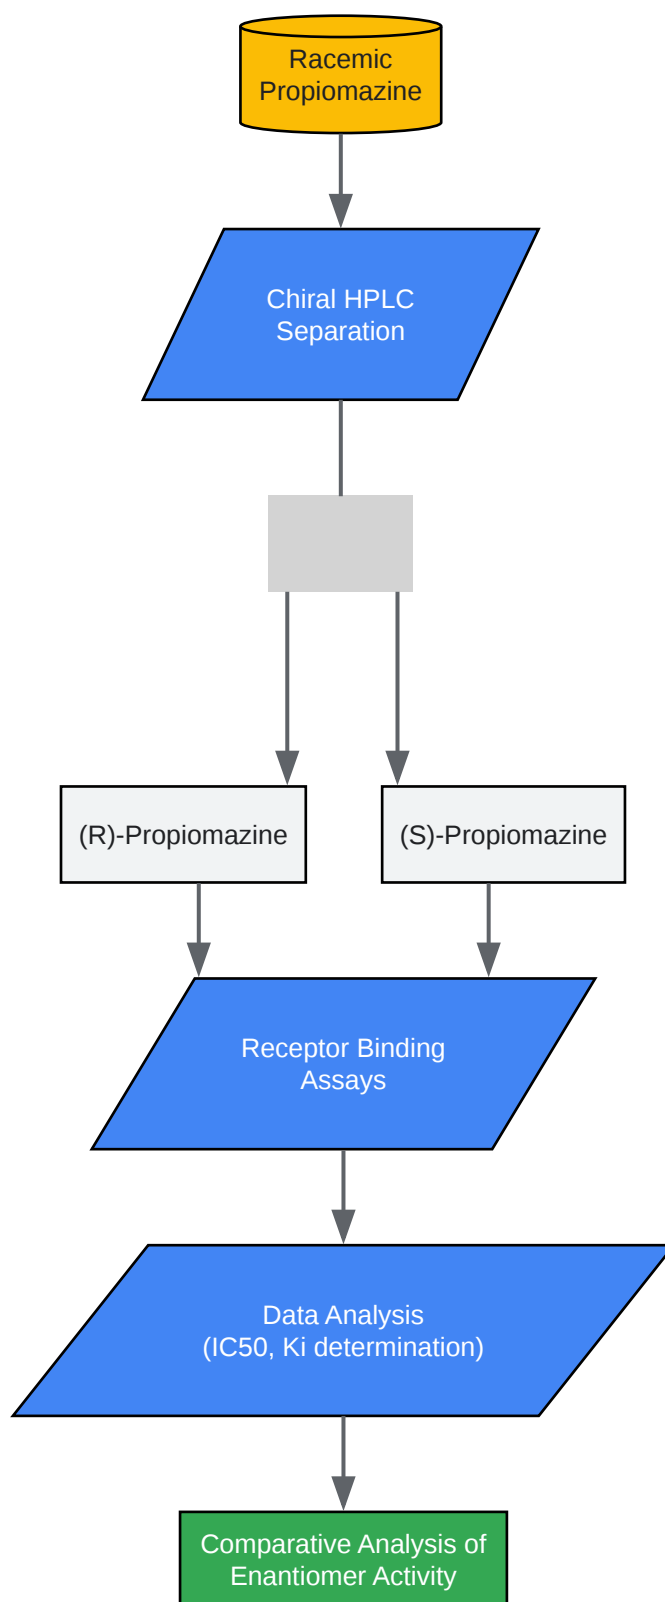 Racemic
Propiomazine
Chiral HPLC
Separation
(R)-Propiomazine
(S)-Propiomazine
Receptor Binding
Assays
Data Analysis
(IC50, Ki determination)
Comparative Analysis of
Enantiomer Activity